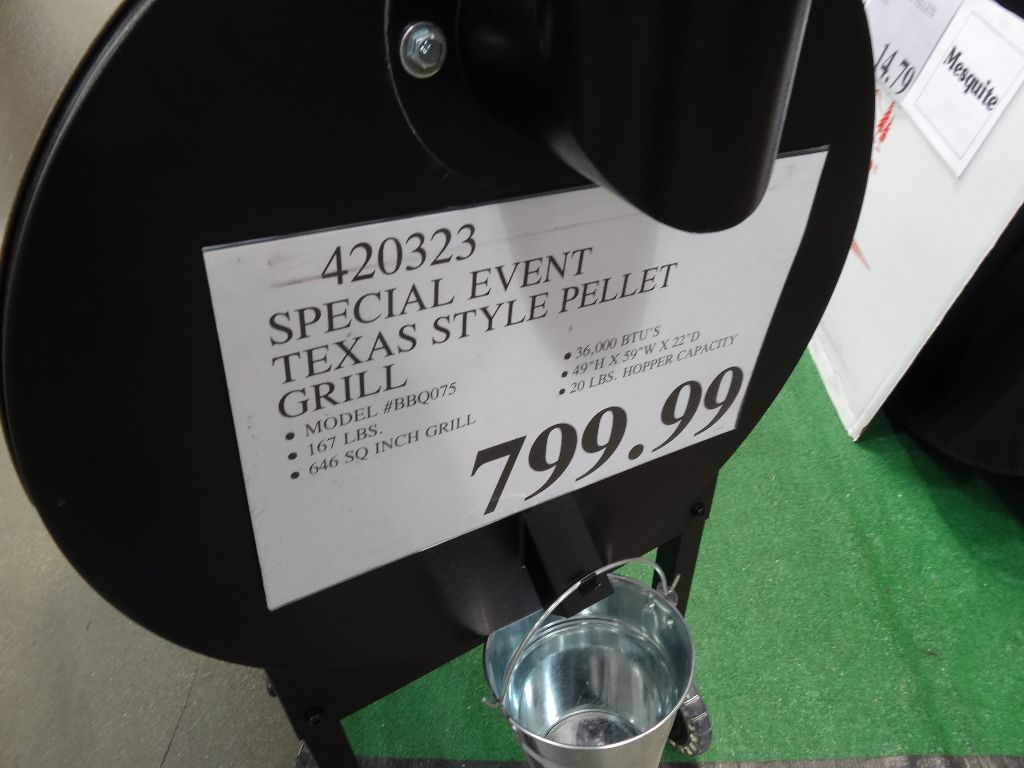 420323
SPECIAL EVENT
TEXAS STYLE PELLET
GRILL
• MODEL #BBQ075
• 167 LBS.
• 646 SQ INCH GRILL
• 36,000 BTU'S
• 49"H X 59"W X 22"D
• 20 LBS. HOPPER CAPACITY
799.99
14.79
Mesquite